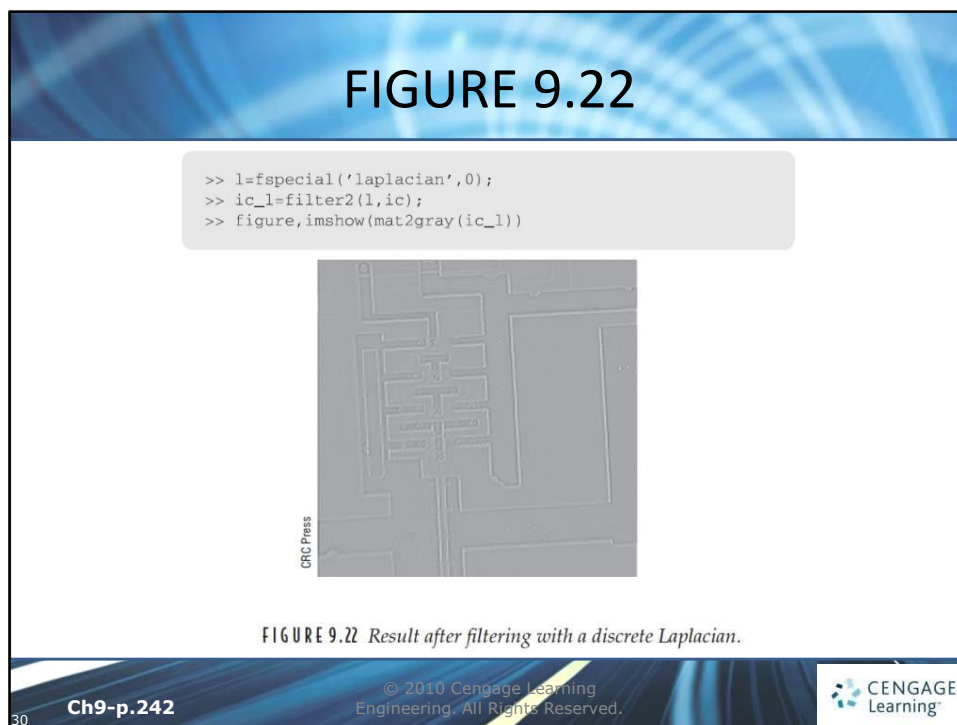 FIGURE 9.22
>> l=fspecial('laplacian',0);
>> ic_l=filter2(l,ic);
>> figure,imshow(mat2gray(ic_l))
CRC Press
FIGURE 9.22 Result after filtering with a discrete Laplacian.
30
Ch9-p.242
© 2010 Cengage Learning
Engineering. All Rights Reserved.
CENGAGE
Learning™